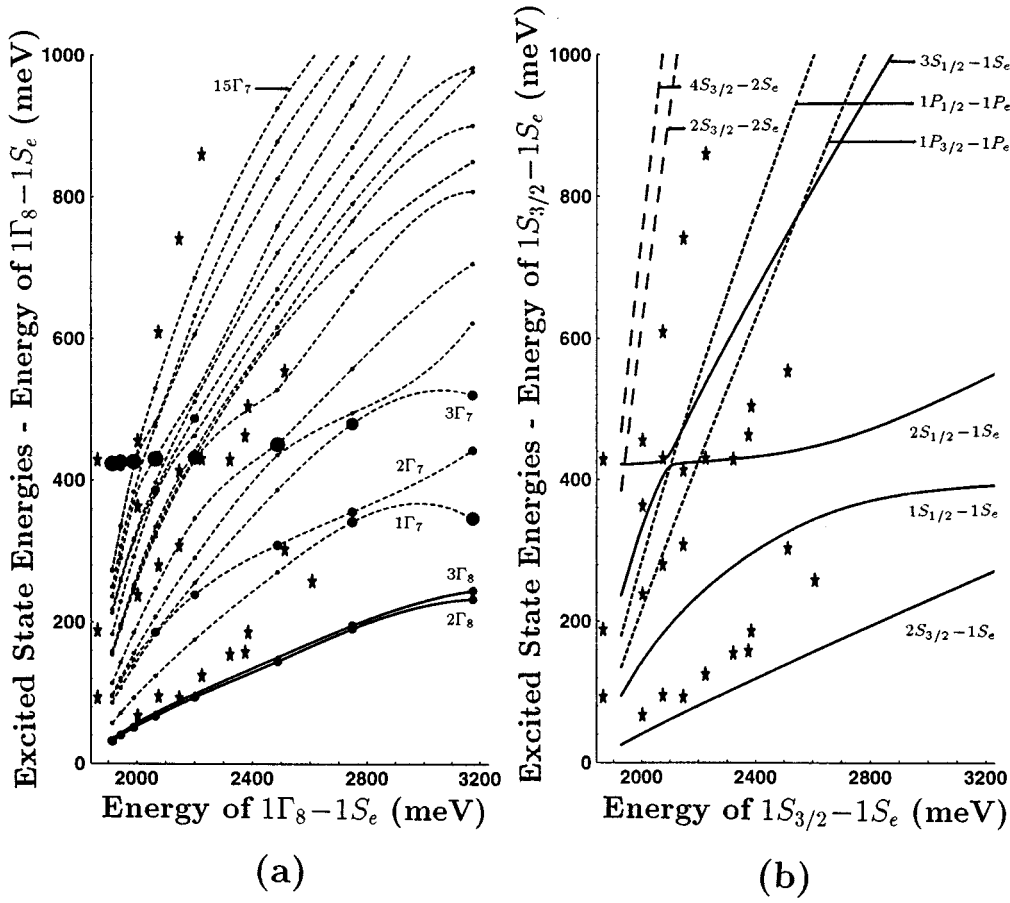 Excited State Energies - Energy of 1Γ₈−1Sₑ (meV)
1000
800
600
400
200
0
15Γ₇
3Γ₇
2Γ₇
1Γ₇
3Γ₈
2Γ₈
2000 2400 2800 3200
Energy of 1Γ₈−1Sₑ (meV)
(a)
Excited State Energies - Energy of 1S₃/₂−1Sₑ (meV)
1000
800
600
400
200
0
4S₃/₂−2Sₑ
2S₃/₂−2Sₑ
3S₁/₂−1Sₑ
1P₁/₂−1Pₑ
1P₃/₂−1Pₑ
2S₁/₂−1Sₑ
1S₁/₂−1Sₑ
2S₃/₂−1Sₑ
2000 2400 2800 3200
Energy of 1S₃/₂−1Sₑ (meV)
(b)